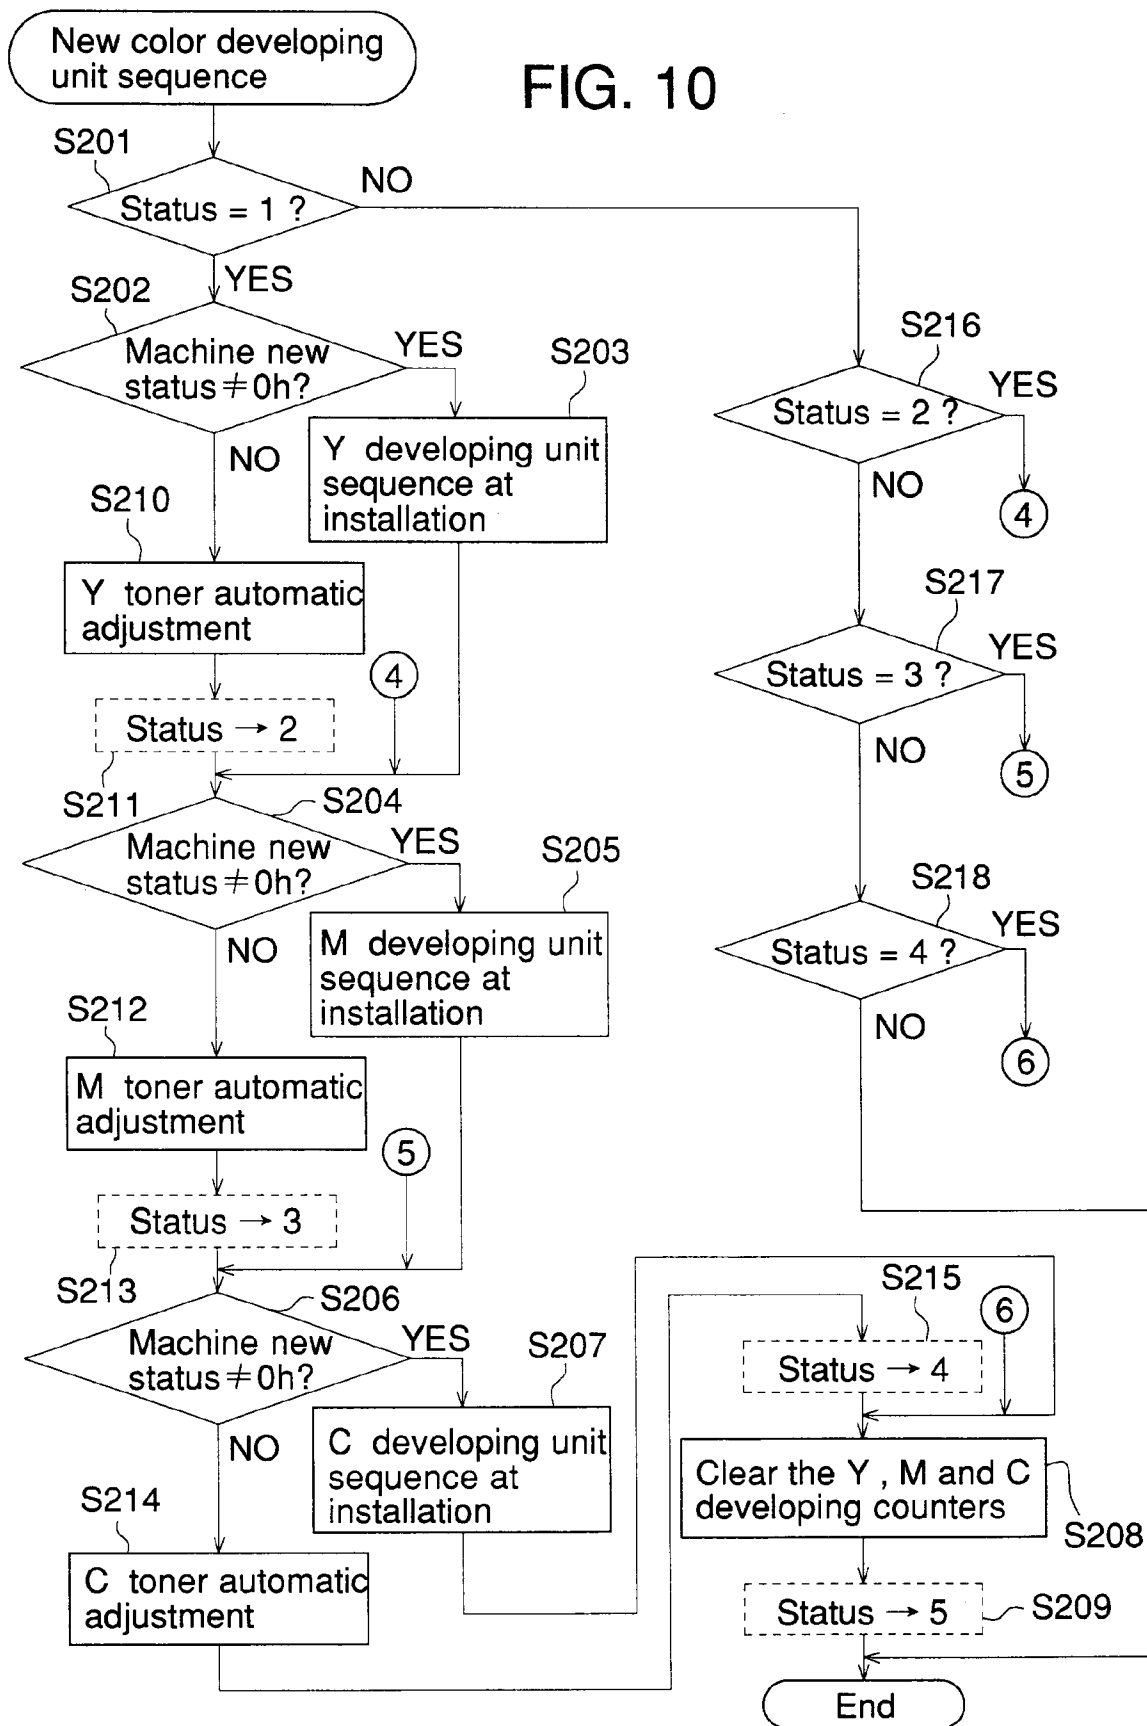 New color developing
unit sequence
FIG. 10
S201
Status = 1 ?
NO
YES
S202
Machine new
status≠0h?
YES
NO
S203
Y developing unit
sequence at
installation
S210
Y toner automatic
adjustment
4
Status → 2
S211
S204
Machine new
status≠0h?
YES
NO
S205
M developing unit
sequence at
installation
S212
M toner automatic
adjustment
5
Status → 3
S213
S206
Machine new
status≠0h?
YES
NO
S207
C developing unit
sequence at
installation
S214
C toner automatic
adjustment
S216
Status = 2 ?
YES
4
NO
S217
Status = 3 ?
YES
5
NO
S218
Status = 4 ?
YES
6
NO
S215
6
Status → 4
Clear the Y , M and C
developing counters
S208
Status → 5
S209
End